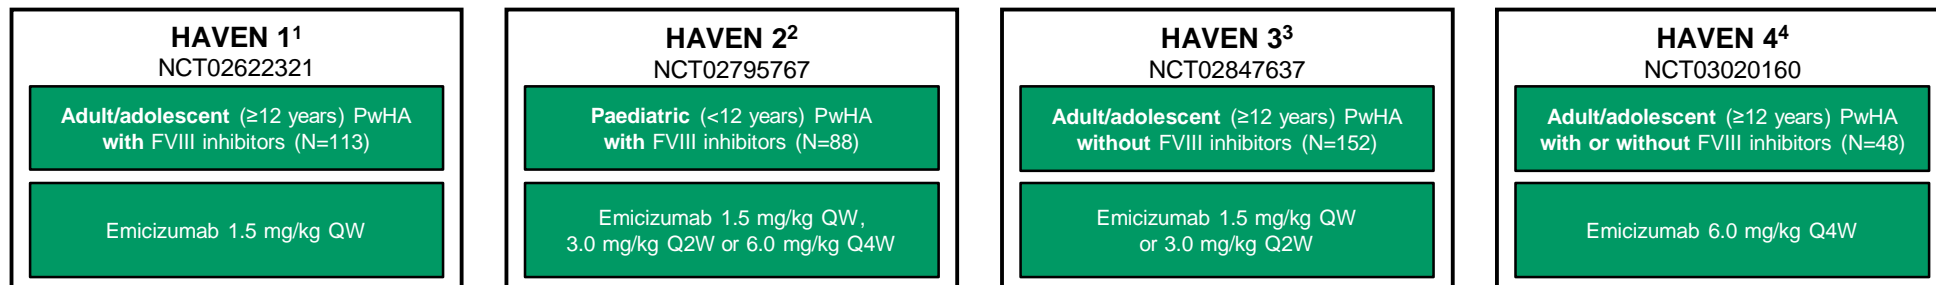 HAVEN 1¹
NCT02622321
Adult/adolescent (≥12 years) PwHA
with FVIII inhibitors (N=113)
Emicizumab 1.5 mg/kg QW
HAVEN 2²
NCT02795767
Paediatric (<12 years) PwHA
with FVIII inhibitors (N=88)
Emicizumab 1.5 mg/kg QW,
3.0 mg/kg Q2W or 6.0 mg/kg Q4W
HAVEN 3³
NCT02847637
Adult/adolescent (≥12 years) PwHA
without FVIII inhibitors (N=152)
Emicizumab 1.5 mg/kg QW
or 3.0 mg/kg Q2W
HAVEN 4⁴
NCT03020160
Adult/adolescent (≥12 years) PwHA
with or without FVIII inhibitors (N=48)
Emicizumab 6.0 mg/kg Q4W